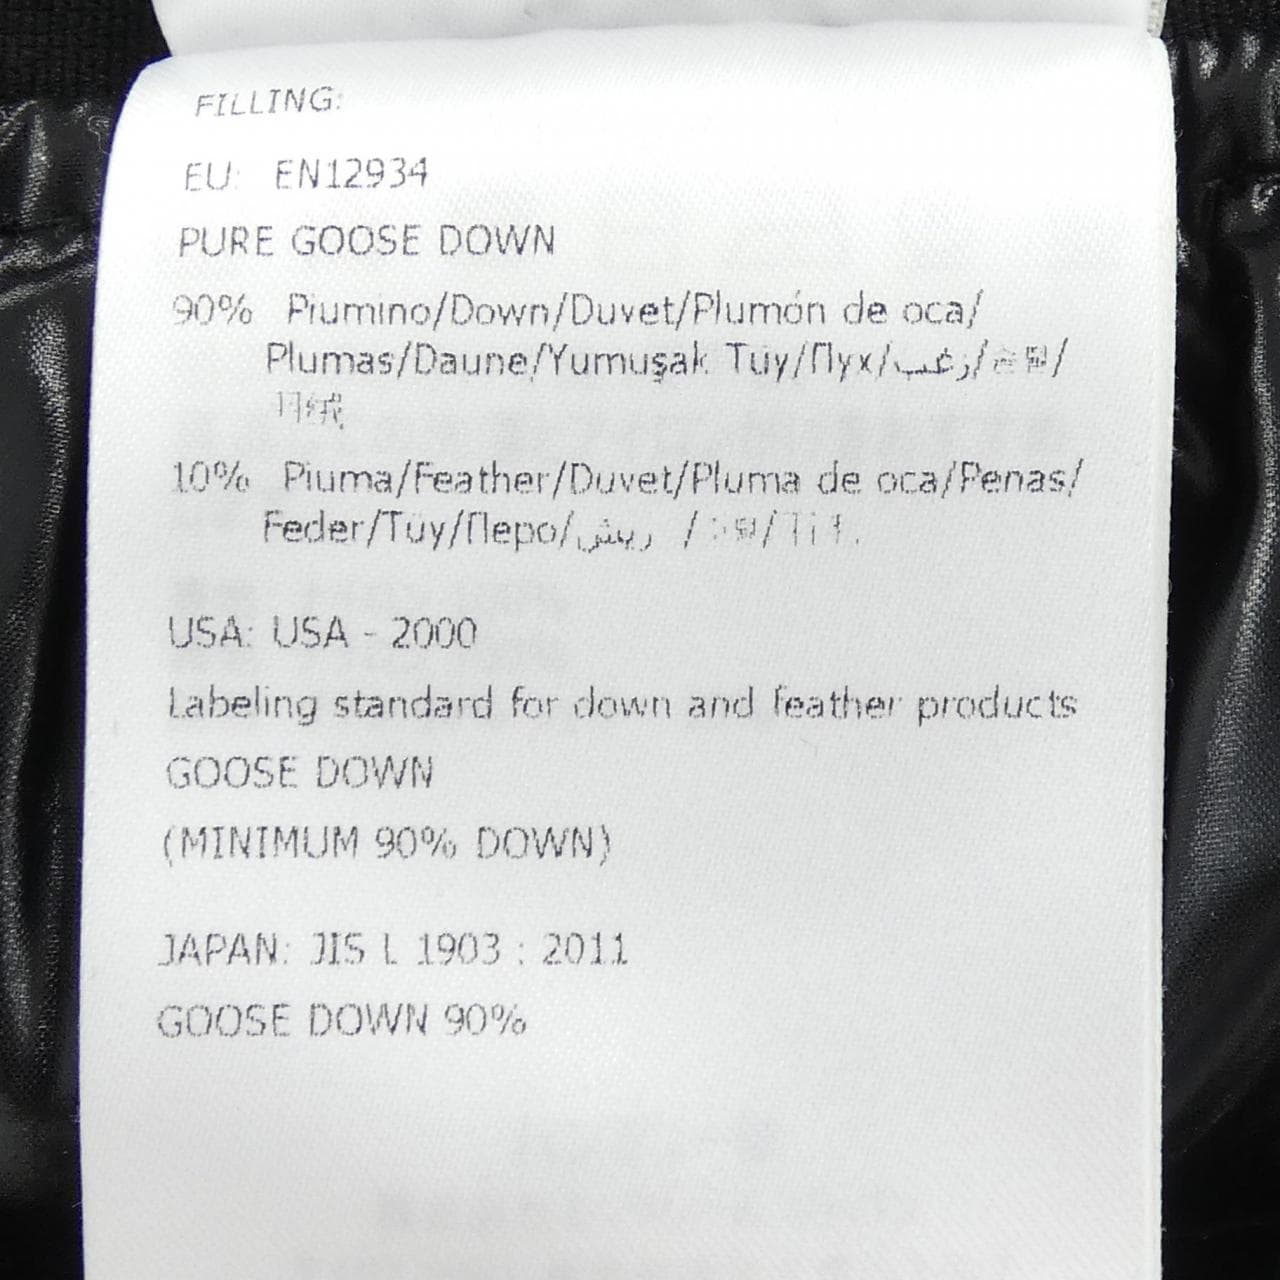 FILLING:
EU: EN12934
PURE GOOSE DOWN
90% Piumino/Down/Duvet/Plumón de oca/
Plumas/Daune/Yumuşak Tüy/Пух/زغب/
10% Piuma/Feather/Duvet/Pluma de oca/Penas/
Feder/Tüy/Перо/ريش /
USA: USA - 2000
Labeling standard for down and feather products
GOOSE DOWN
(MINIMUM 90% DOWN)
JAPAN: JIS L 1903 : 2011
GOOSE DOWN 90%